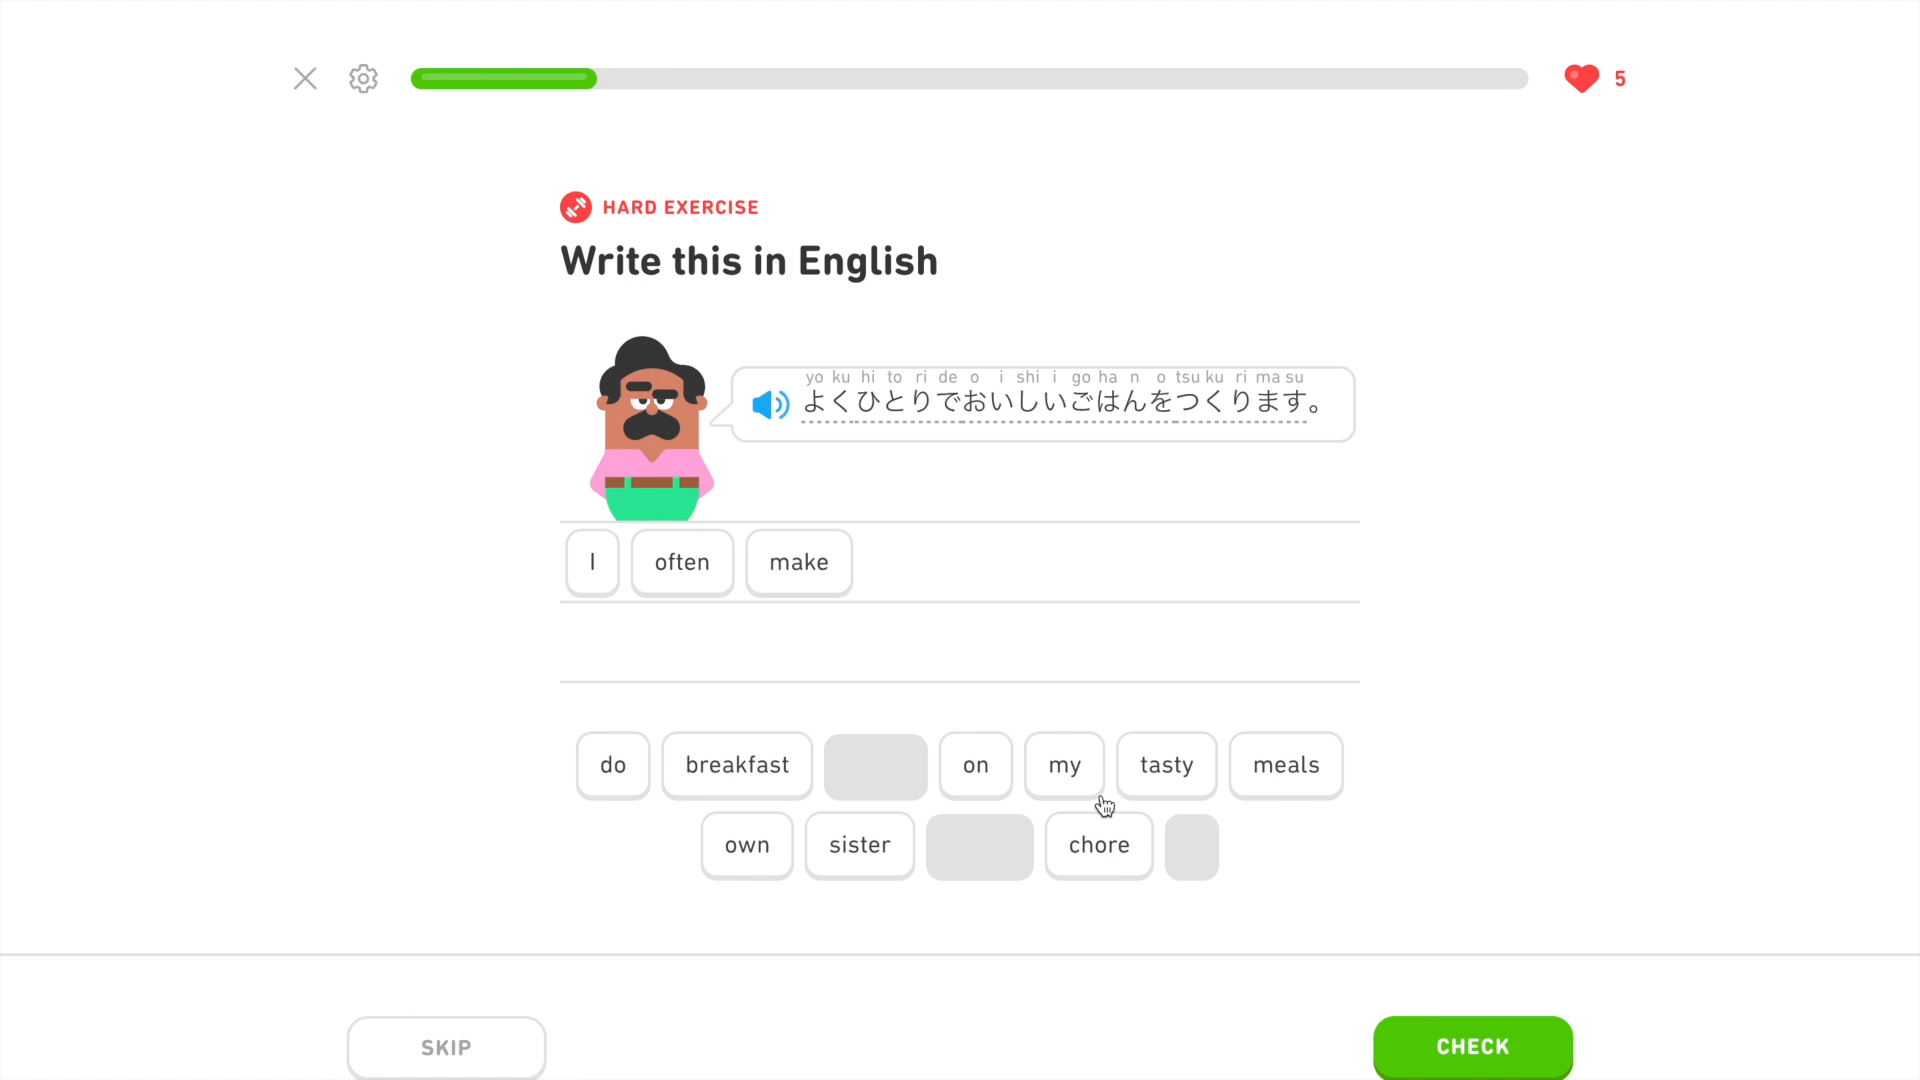 5
HARD EXERCISE
Write this in English
yo ku hi to ri de o i shi i go ha n o tsu ku ri ma su
よくひとりでおいしいごはんをつくります。
I often make
do breakfast on my tasty meals
own sister chore
SKIP CHECK